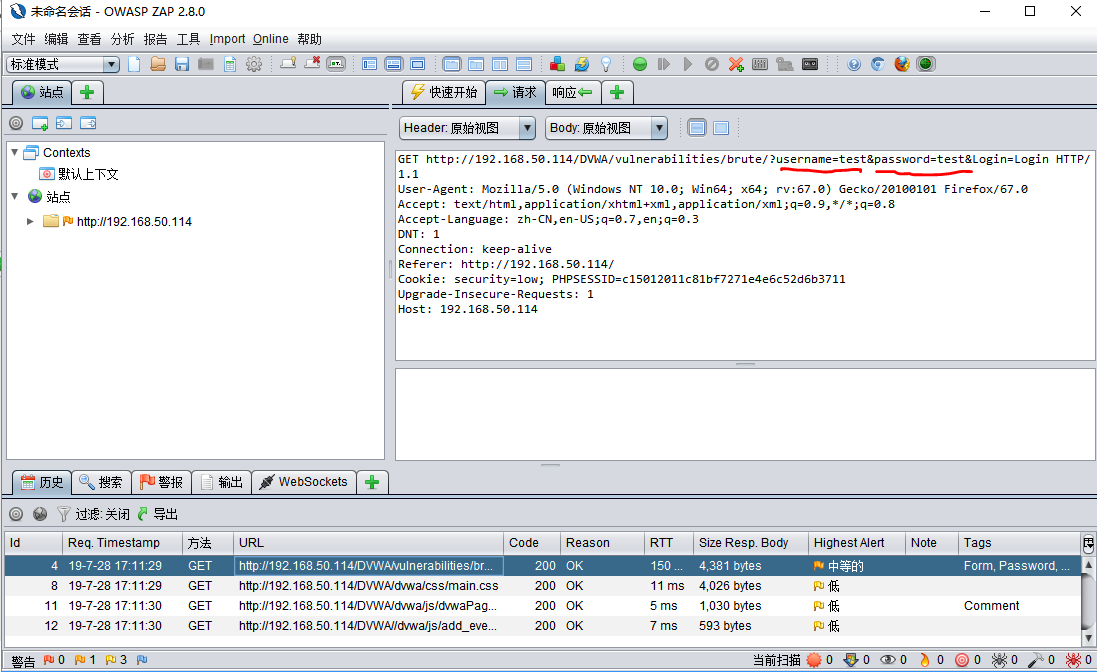 未命名会话 - OWASP ZAP 2.8.0
文件 编辑 查看 分析 报告 工具 Import Online 帮助
标准模式
站点
快速开始 请求 响应
Header: 原始视图 Body: 原始视图
Contexts
默认上下文
站点
http://192.168.50.114
GET http://192.168.50.114/DVWA/vulnerabilities/brute/?username=test&password=test&Login=Login HTTP/
1.1
User-Agent: Mozilla/5.0 (Windows NT 10.0; Win64; x64; rv:67.0) Gecko/20100101 Firefox/67.0
Accept: text/html,application/xhtml+xml,application/xml;q=0.9,*/*;q=0.8
Accept-Language: zh-CN,en-US;q=0.7,en;q=0.3
DNT: 1
Connection: keep-alive
Referer: http://192.168.50.114/
Cookie: security=low; PHPSESSID=c15012011c81bf7271e4e6c52d6b3711
Upgrade-Insecure-Requests: 1
Host: 192.168.50.114
历史 搜索 警报 输出 WebSockets
过滤: 关闭 导出
Id Req. Timestamp 方法 URL Code Reason RTT Size Resp. Body Highest Alert Note Tags
4 19-7-28 17:11:29 GET http://192.168.50.114/DVWA/vulnerabilities/br... 200 OK 150 ... 4,381 bytes 中等的 Form, Password, ...
8 19-7-28 17:11:29 GET http://192.168.50.114/DVWA/dvwa/css/main.css 200 OK 11 ms 4,026 bytes 低
11 19-7-28 17:11:30 GET http://192.168.50.114/DVWA/dvwa/js/dvwaPag... 200 OK 5 ms 1,030 bytes 低 Comment
12 19-7-28 17:11:30 GET http://192.168.50.114/DVWA//dvwa/js/add_eve... 200 OK 7 ms 593 bytes 低
警告 0 1 3 当前扫描 0 0 0 0 0 0 0 0